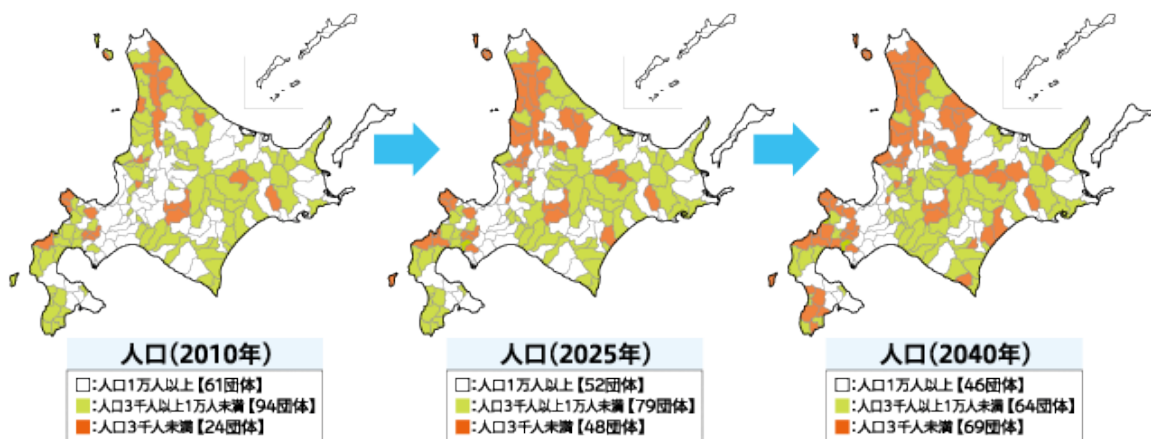 人口(2010年)
□:人口1万人以上【61団体】
■:人口3千人以上1万人未満【94団体】
■:人口3千人未満【24団体】
人口(2025年)
□:人口1万人以上【52団体】
■:人口3千人以上1万人未満【79団体】
■:人口3千人未満【48団体】
人口(2040年)
□:人口1万人以上【46団体】
■:人口3千人以上1万人未満【64団体】
■:人口3千人未満【69団体】